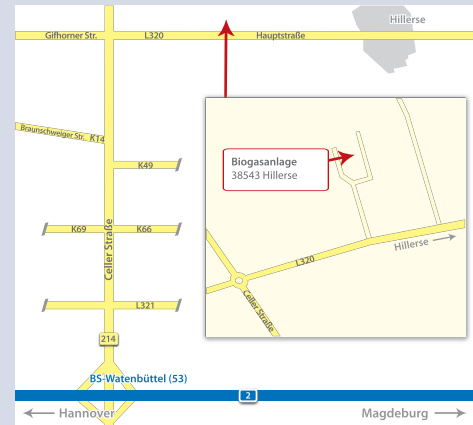 Hillerse
Gifhorner Str.
L320
Hauptstraße
Braunschweiger Str. K14
Biogasanlage
38543 Hillerse
K49
K69
K66
Celler Straße
L320
Hillerse
Celler Straße
L321
214
BS-Watenbüttel (53)
2
Hannover
Magdeburg